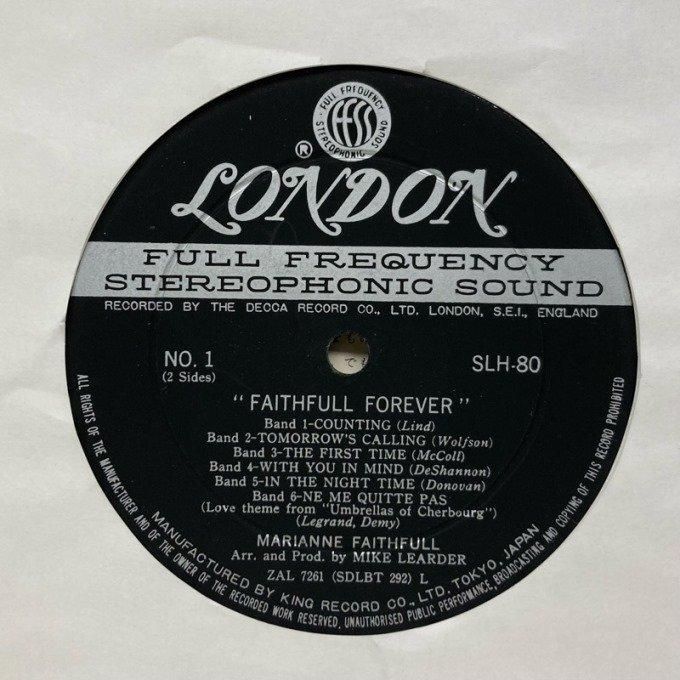 FULL FREQUENCY
ffss
STEREOPHONIC SOUND
®
LONDON
FULL FREQUENCY
STEREOPHONIC SOUND
RECORDED BY THE DECCA RECORD CO., LTD. LONDON, S.E.I., ENGLAND
NO. 1
(2 Sides)
SLH-80
"FAITHFULL FOREVER"
Band 1-COUNTING (Lind)
Band 2-TOMORROW'S CALLING (Wolfson)
Band 3-THE FIRST TIME (McColl)
Band 4-WITH YOU IN MIND (DeShannon)
Band 5-IN THE NIGHT TIME (Donovan)
Band 6-NE ME QUITTE PAS
(Love theme from "Umbrellas of Cherbourg")
(Legrand, Demy)
MARIANNE FAITHFULL
Arr. and Prod. by MIKE LEARDER
ZAL 7261 (SDLBT 292) L
MANUFACTURED BY KING RECORD CO., LTD. TOKYO, JAPAN
ALL RIGHTS OF THE MANUFACTURER AND OF THE OWNER OF THE RECORDED WORK RESERVED. UNAUTHORISED PUBLIC PERFORMANCE, BROADCASTING AND COPYING OF THIS RECORD PROHIBITED